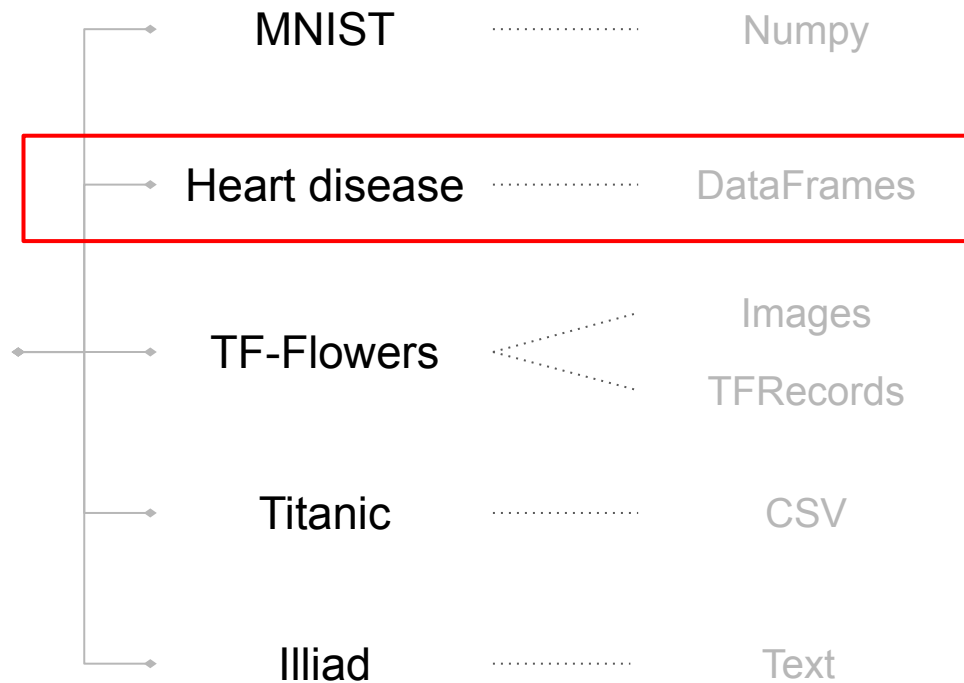 MNIST Numpy
Heart disease DataFrames
TF-Flowers Images
TFRecords
Titanic CSV
Illiad Text